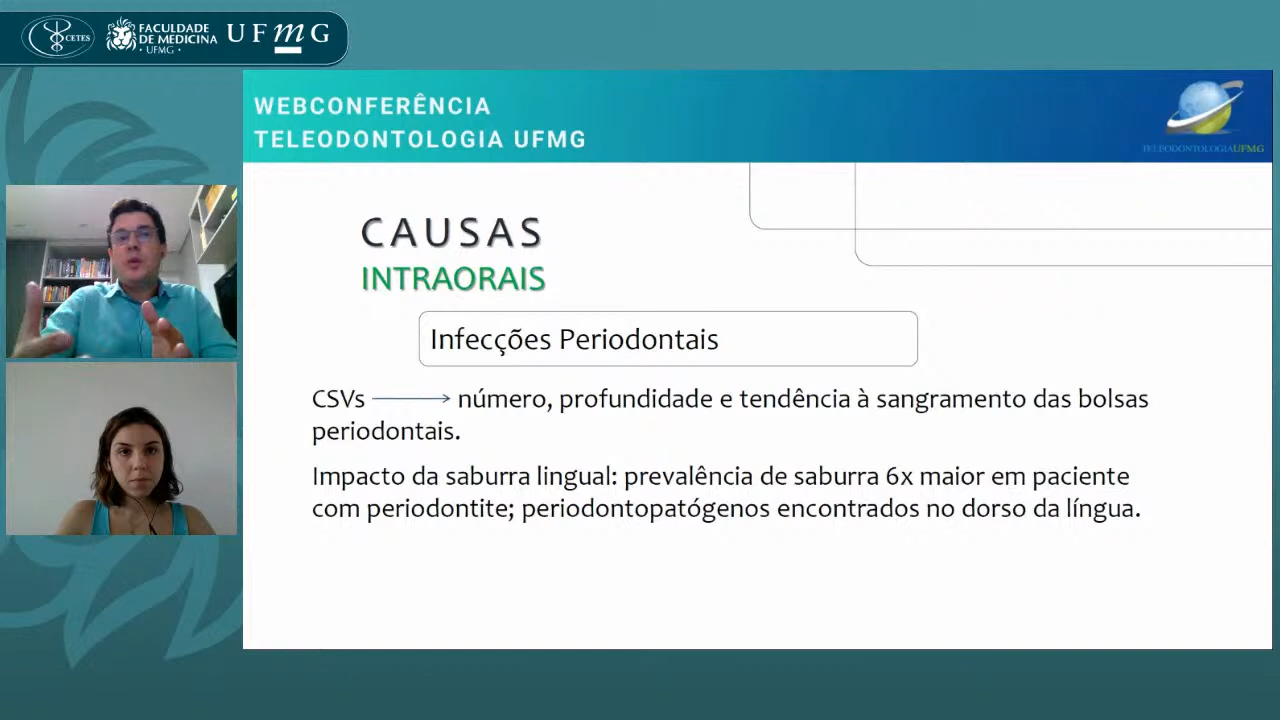 CETES
FACULDADE
DE MEDICINA
• UFMG •
UFmG
WEBCONFERÊNCIA
TELEODONTOLOGIA UFMG
TELEODONTOLOGIAUFMG
CAUSAS
INTRAORAIS
Infecções Periodontais
CSVs → número, profundidade e tendência à sangramento das bolsas
periodontais.
Impacto da saburra lingual: prevalência de saburra 6x maior em paciente
com periodontite; periodontopatógenos encontrados no dorso da língua.